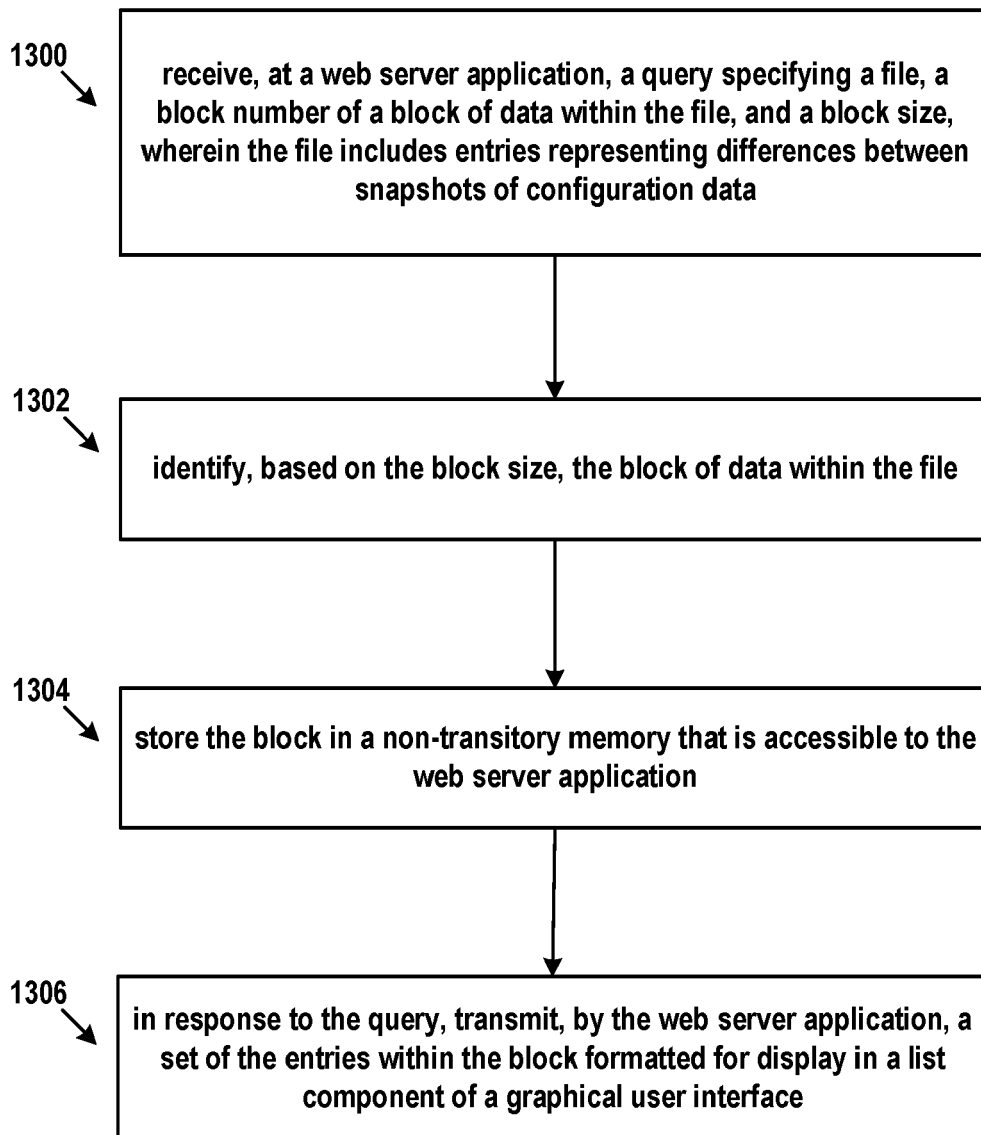 1300
receive, at a web server application, a query specifying a file, a
block number of a block of data within the file, and a block size,
wherein the file includes entries representing differences between
snapshots of configuration data
1302
identify, based on the block size, the block of data within the file
1304
store the block in a non-transitory memory that is accessible to the
web server application
1306
in response to the query, transmit, by the web server application, a
set of the entries within the block formatted for display in a list
component of a graphical user interface